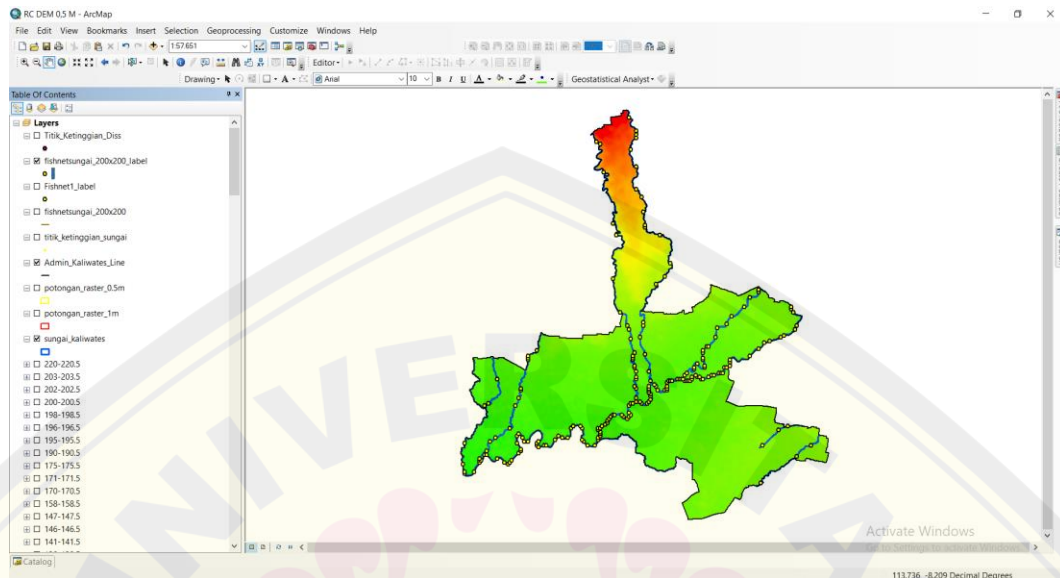 RC DEM 0,5 M - ArcMap
File Edit View Bookmarks Insert Selection Geoprocessing Customize Windows Help
1:57.651
Editor
Drawing
Arial
10
B I U A
Geostatistical Analyst
Table Of Contents
Layers
Titik_Ketinggian_Diss
fishnetsungai_200x200_label
Fishnet1_label
fishnetsungai_200x200
titik_ketinggian_sungai
Admin_Kaliwates_Line
potongan_raster_0.5m
potongan_raster_1m
sungai_kaliwates
220-220.5
203-203.5
202-202.5
200-200.5
198-198.5
196-196.5
195-195.5
190-190.5
175-175.5
171-171.5
170-170.5
158-158.5
147-147.5
146-146.5
141-141.5
Catalog
UNIVERSITA
Activate Windows
Go to Settings to activate Windows.
113,736 -8,209 Decimal Degrees